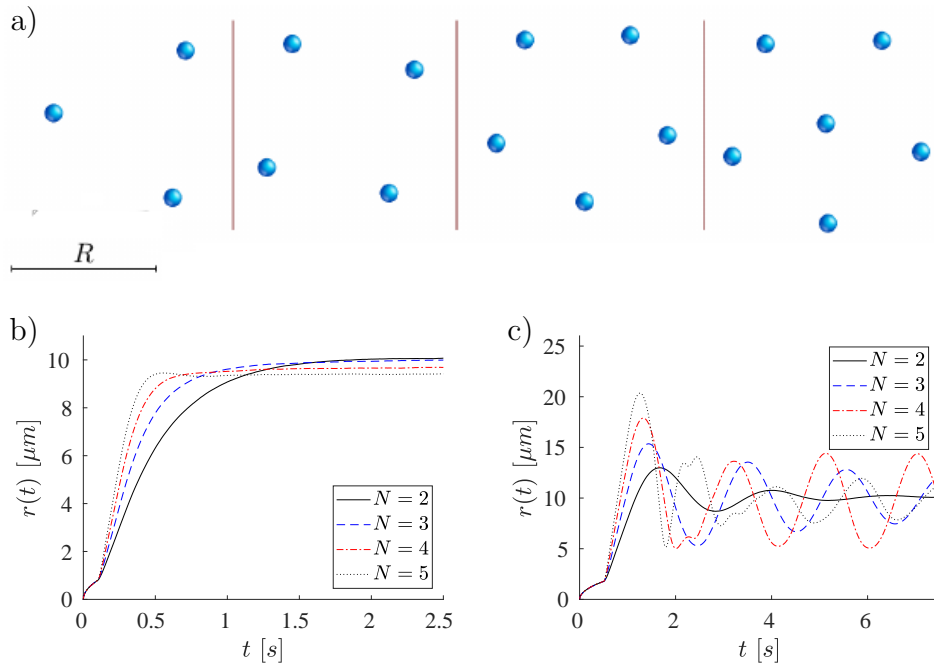 a)
R
b)
r(t) [μm]
10
8
6
4
2
0
0 0.5 1 1.5 2 2.5
t [s]
N = 2
N = 3
N = 4
N = 5
c)
r(t) [μm]
25
20
15
10
5
0
0 2 4 6
t [s]
N = 2
N = 3
N = 4
N = 5